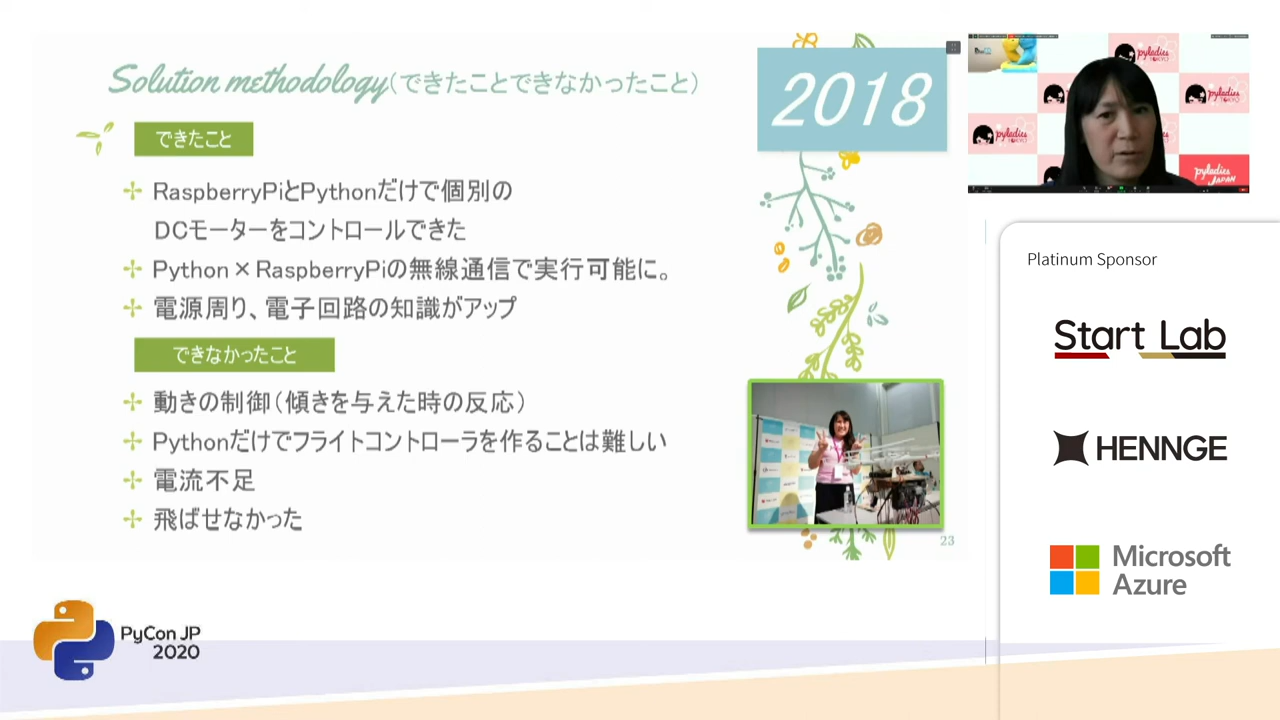 Solution methodology（できたことできなかったこと）
2018
できたこと
RaspberryPiとPythonだけで個別の
DCモーターをコントロールできた
Python×RaspberryPiの無線通信で実行可能に。
電源周り、電子回路の知識がアップ
できなかったこと
動きの制御（傾きを与えた時の反応）
Pythonだけでフライトコントローラを作ることは難しい
電流不足
飛ばせなかった
23
pyladies
TOKYO
pyladies
TOKYO
pyladies
TOKYO
pyladies
JAPAN
Platinum Sponsor
Start Lab
HENNGE
Microsoft
Azure
PyCon JP
2020